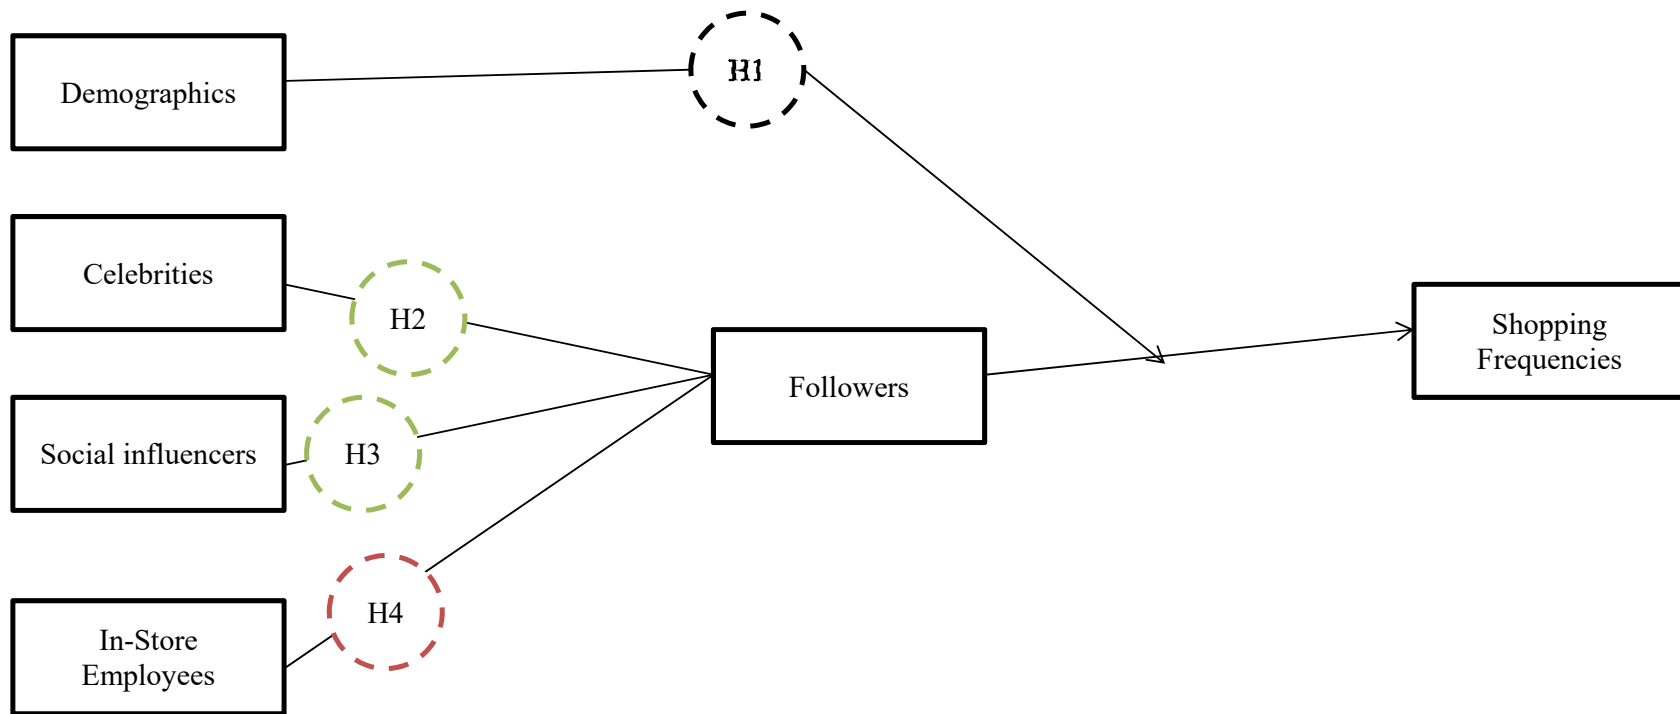 Demographics
H1
Celebrities
H2
Social influencers
H3
In-Store
Employees
H4
Followers
Shopping
Frequencies